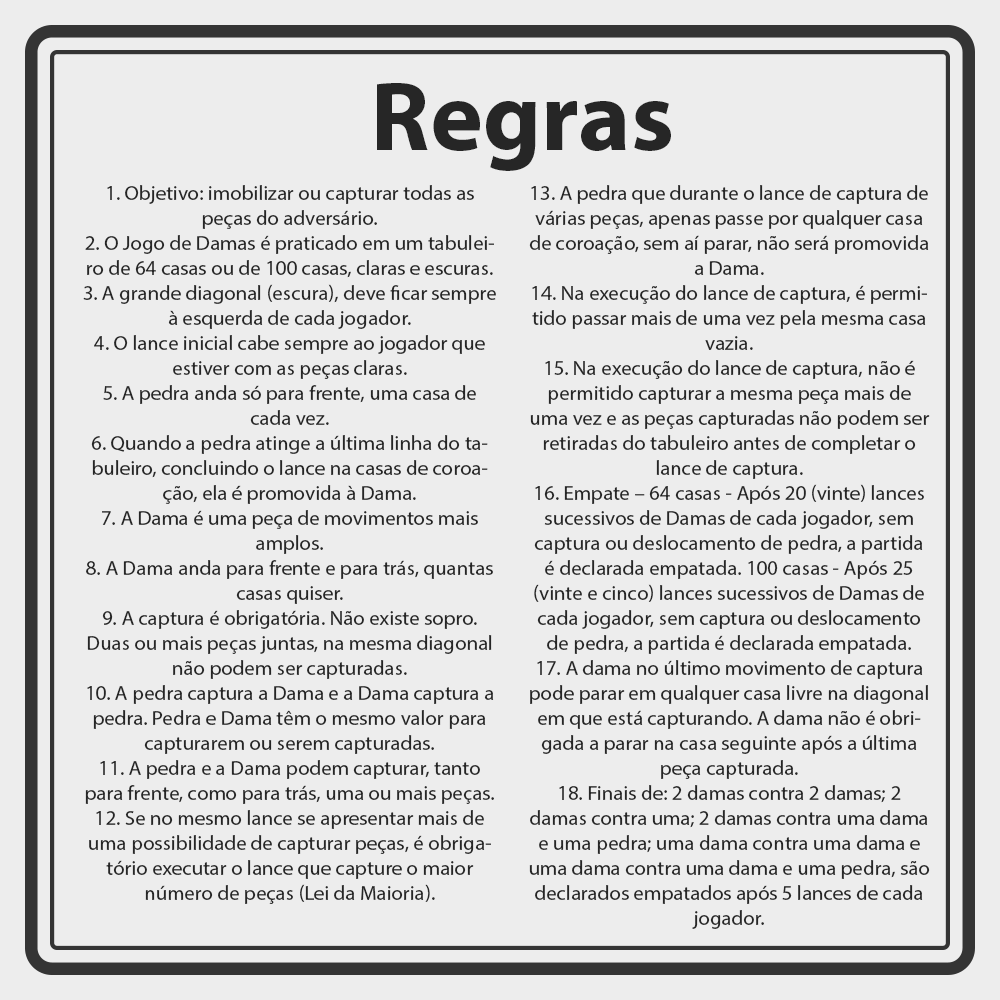 Regras
1. Objetivo: imobilizar ou capturar todas as
peças do adversário.
2. O Jogo de Damas é praticado em um tabulei-
ro de 64 casas ou de 100 casas, claras e escuras.
3. A grande diagonal (escura), deve ficar sempre
à esquerda de cada jogador.
4. O lance inicial cabe sempre ao jogador que
estiver com as peças claras.
5. A pedra anda só para frente, uma casa de
cada vez.
6. Quando a pedra atinge a última linha do ta-
buleiro, concluindo o lance na casas de coroa-
ção, ela é promovida à Dama.
7. A Dama é uma peça de movimentos mais
amplos.
8. A Dama anda para frente e para trás, quantas
casas quiser.
9. A captura é obrigatória. Não existe sopro.
Duas ou mais peças juntas, na mesma diagonal
não podem ser capturadas.
10. A pedra captura a Dama e a Dama captura a
pedra. Pedra e Dama têm o mesmo valor para
capturarem ou serem capturadas.
11. A pedra e a Dama podem capturar, tanto
para frente, como para trás, uma ou mais peças.
12. Se no mesmo lance se apresentar mais de
uma possibilidade de capturar peças, é obriga-
tório executar o lance que capture o maior
número de peças (Lei da Maioria).
13. A pedra que durante o lance de captura de
várias peças, apenas passe por qualquer casa
de coroação, sem aí parar, não será promovida
a Dama.
14. Na execução do lance de captura, é permi-
tido passar mais de uma vez pela mesma casa
vazia.
15. Na execução do lance de captura, não é
permitido capturar a mesma peça mais de
uma vez e as peças capturadas não podem ser
retiradas do tabuleiro antes de completar o
lance de captura.
16. Empate – 64 casas - Após 20 (vinte) lances
sucessivos de Damas de cada jogador, sem
captura ou deslocamento de pedra, a partida
é declarada empatada. 100 casas - Após 25
(vinte e cinco) lances sucessivos de Damas de
cada jogador, sem captura ou deslocamento
de pedra, a partida é declarada empatada.
17. A dama no último movimento de captura
pode parar em qualquer casa livre na diagonal
em que está capturando. A dama não é obri-
gada a parar na casa seguinte após a última
peça capturada.
18. Finais de: 2 damas contra 2 damas; 2
damas contra uma; 2 damas contra uma dama
e uma pedra; uma dama contra uma dama e
uma dama contra uma dama e uma pedra, são
declarados empatados após 5 lances de cada
jogador.